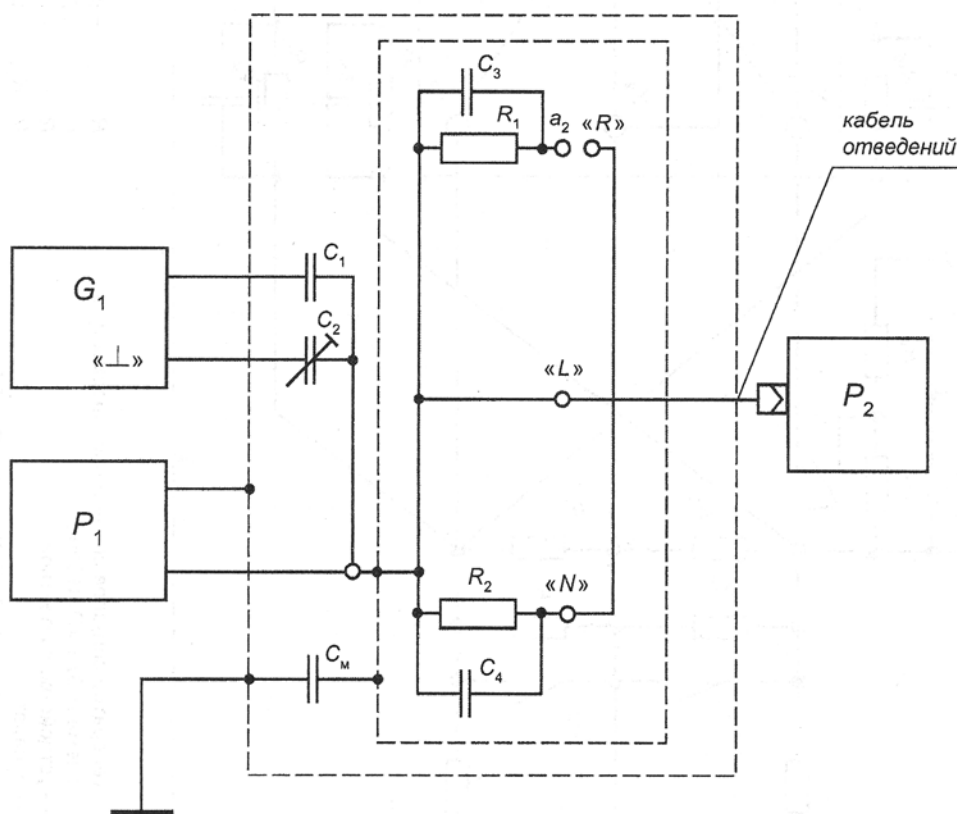 C₃
R₁
a₂ «R»
кабель
отведений
G₁
C₁
«⊥»
C₂
«L»
P₂
P₁
R₂
«N»
Cм
C₄